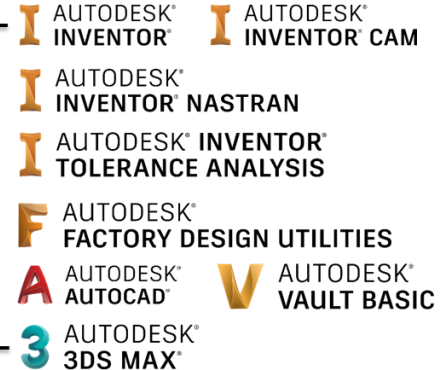 AUTODESK®
INVENTOR®
AUTODESK®
INVENTOR® CAM
AUTODESK®
INVENTOR® NASTRAN
AUTODESK® INVENTOR®
TOLERANCE ANALYSIS
AUTODESK®
FACTORY DESIGN UTILITIES
AUTODESK®
AUTOCAD®
AUTODESK®
VAULT BASIC
AUTODESK®
3DS MAX®